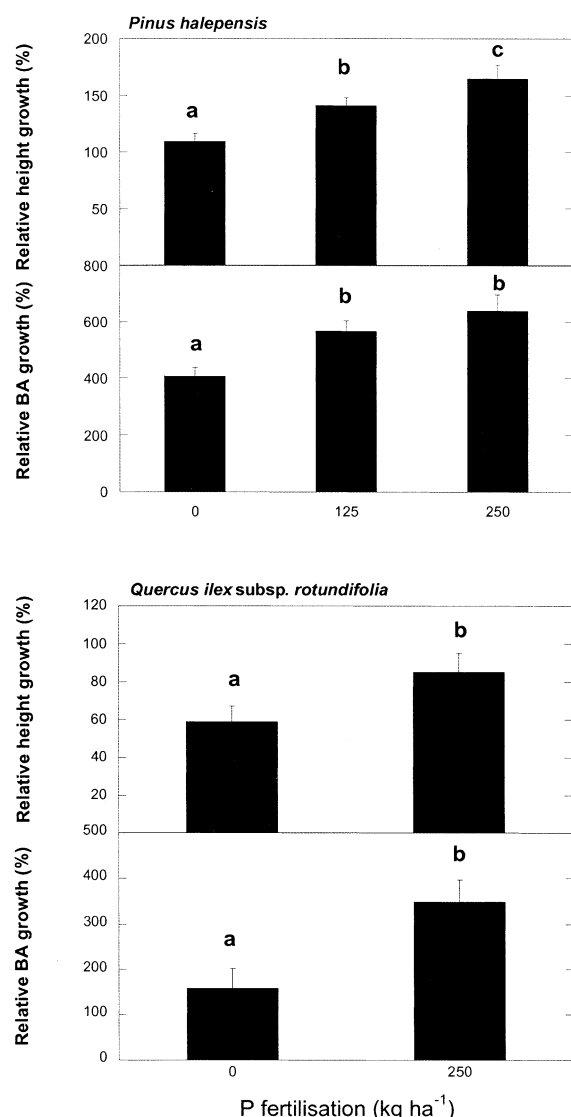 Pinus halepensis
Relative height growth (%)
200
150
100
50
a
b
c
Relative BA growth (%)
800
600
400
200
0
a
b
b
0 125 250
Quercus ilex subsp. rotundifolia
Relative height growth (%)
120
100
80
60
40
20
a
b
Relative BA growth (%)
500
400
300
200
100
0
a
b
0 250
P fertilisation (kg ha⁻¹)